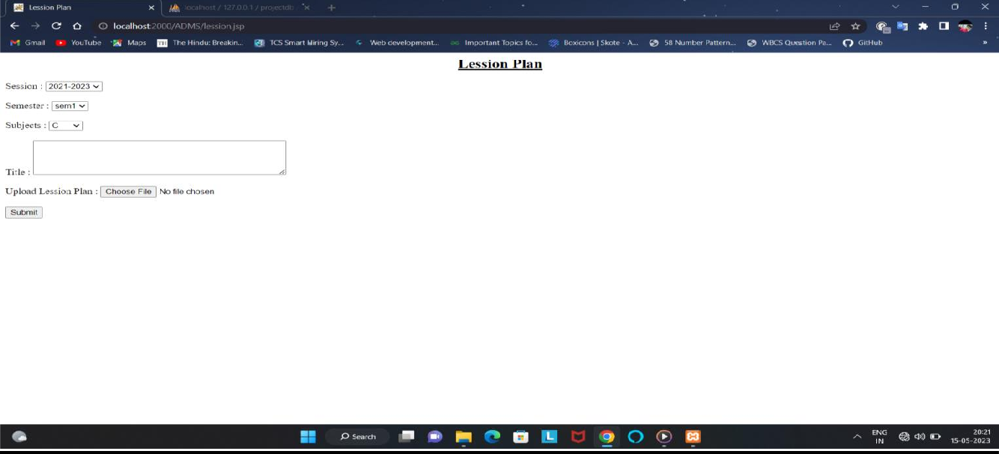 Lession Plan
localhost / 127.0.0.1 / projectdb
localhost:2000/ADMS/lession.jsp
Gmail YouTube Maps The Hindu: Breakin... TCS Smart Hiring Sy... Web development... Important Topics fo... Boxicons | Skote - A... 58 Number Pattern... WBCS Question Pa... GitHub »
Lession Plan
Session : 2021-2023
Semester : sem1
Subjects : C
Title :
Upload Lession Plan : Choose File No file chosen
Submit
Search
ENG
IN
20:21
15-05-2023